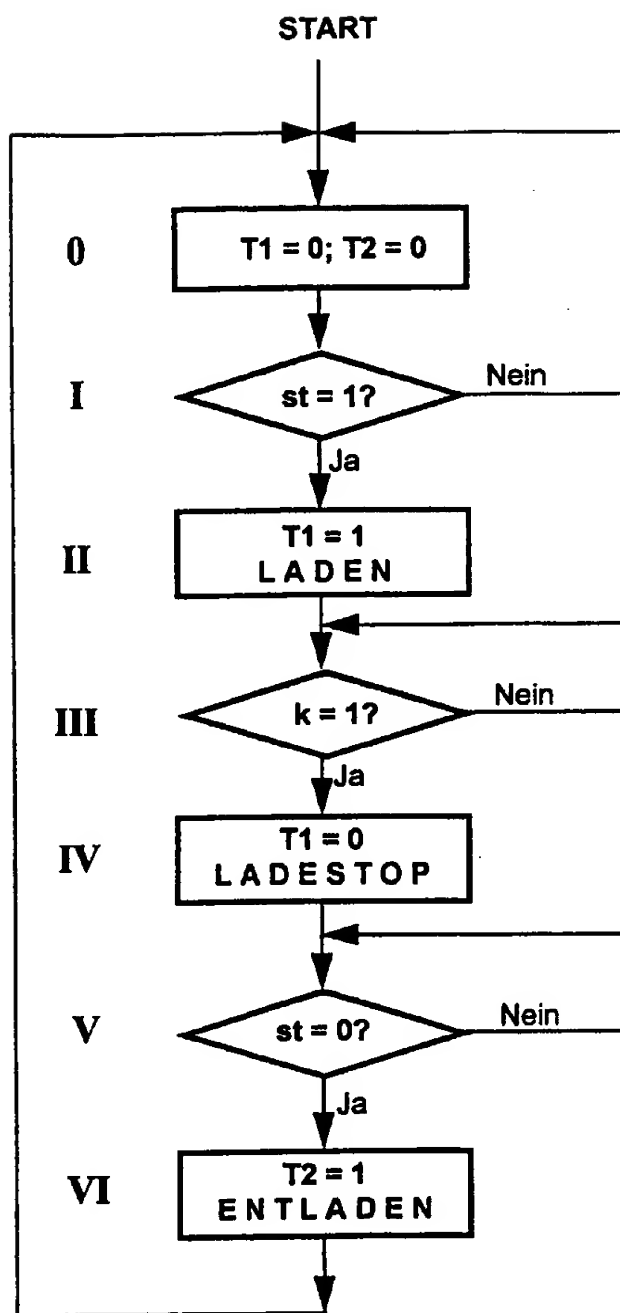 START
0
T1 = 0; T2 = 0
I
st = 1?
Nein
Ja
II
T1 = 1
LADEN
III
k = 1?
Nein
Ja
IV
T1 = 0
LADESTOP
V
st = 0?
Nein
Ja
VI
T2 = 1
ENTLADEN